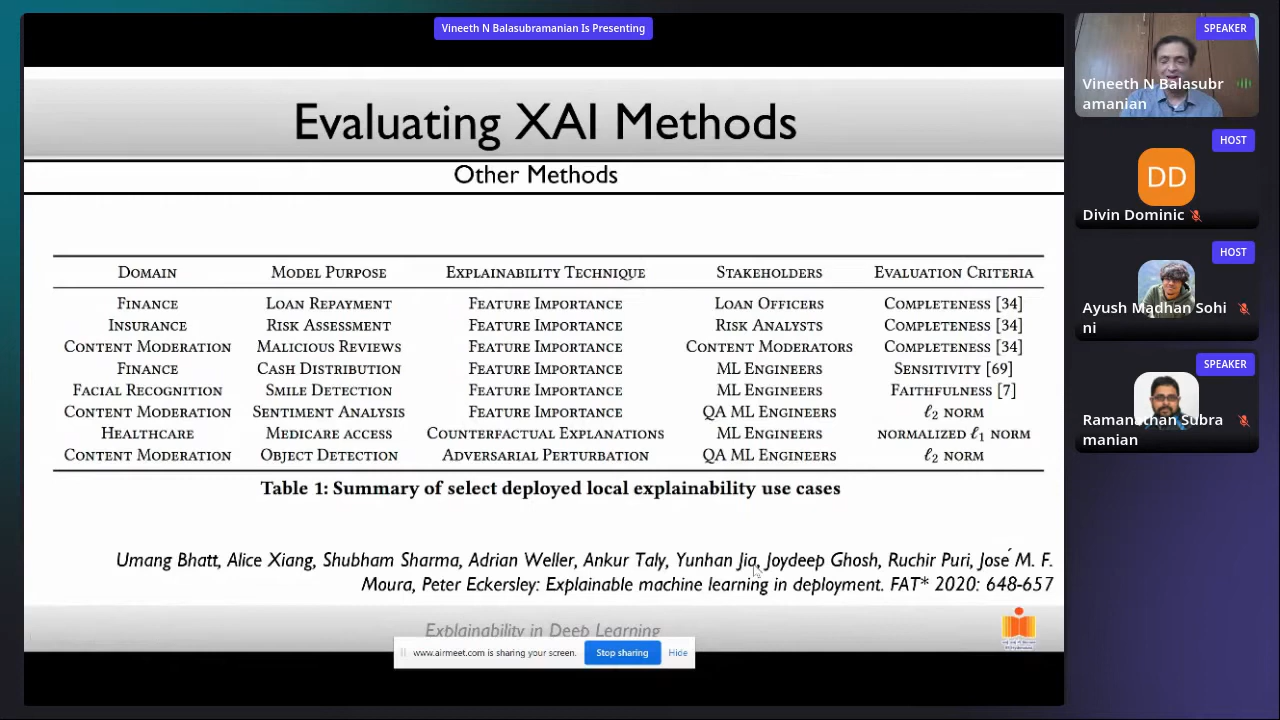 Vineeth N Balasubramanian Is Presenting
Evaluating XAI Methods
Other Methods
Domain Model Purpose Explainability Technique Stakeholders Evaluation Criteria
Finance Loan Repayment Feature Importance Loan Officers Completeness [34]
Insurance Risk Assessment Feature Importance Risk Analysts Completeness [34]
Content Moderation Malicious Reviews Feature Importance Content Moderators Completeness [34]
Finance Cash Distribution Feature Importance ML Engineers Sensitivity [69]
Facial Recognition Smile Detection Feature Importance ML Engineers Faithfulness [7]
Content Moderation Sentiment Analysis Feature Importance QA ML Engineers ℓ2 norm
Healthcare Medicare access Counterfactual Explanations ML Engineers normalized ℓ1 norm
Content Moderation Object Detection Adversarial Perturbation QA ML Engineers ℓ2 norm
Table 1: Summary of select deployed local explainability use cases
Umang Bhatt, Alice Xiang, Shubham Sharma, Adrian Weller, Ankur Taly, Yunhan Jia, Joydeep Ghosh, Ruchir Puri, José M. F.
Moura, Peter Eckersley: Explainable machine learning in deployment. FAT* 2020: 648-657
Explainability in Deep Learning
www.airmeet.com is sharing your screen. Stop sharing Hide
SPEAKER
Vineeth N Balasubr
amanian
HOST
DD
Divin Dominic
HOST
Ayush Madhan Sohi
ni
SPEAKER
Ramanathan Subra
manian